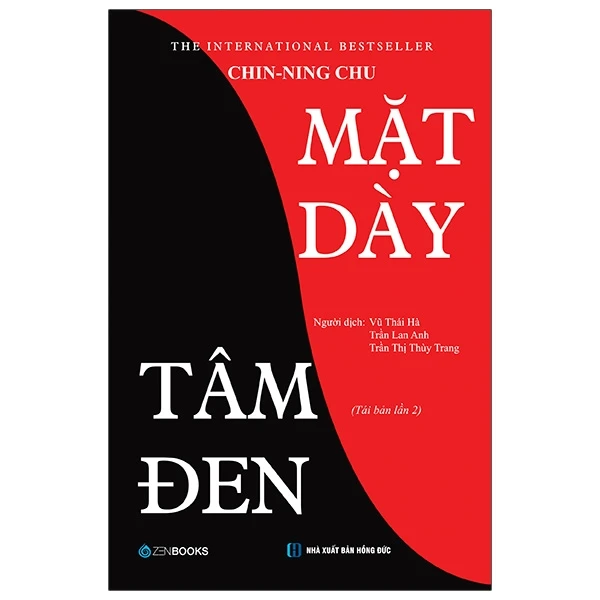 THE INTERNATIONAL BESTSELLER
CHIN-NING CHU
MẶT
DÀY
Người dịch: Vũ Thái Hà
Trần Lan Anh
Trần Thị Thùy Trang
TÂM
ĐEN
(Tái bản lần 2)
ZENBOOKS
NHÀ XUẤT BẢN HỒNG ĐỨC